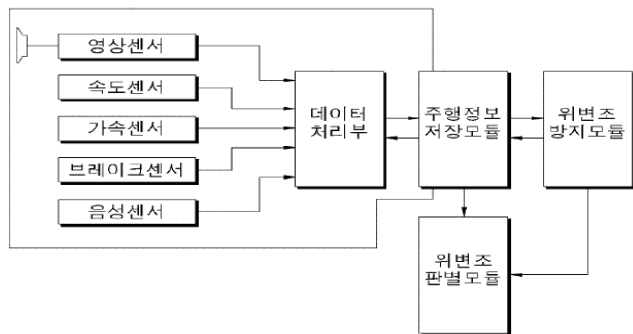 영상센서
속도센서
가속센서
브레이크센서
음성센서
데이터
처리부
주행정보
저장모듈
위변조
방지모듈
위변조
판별모듈